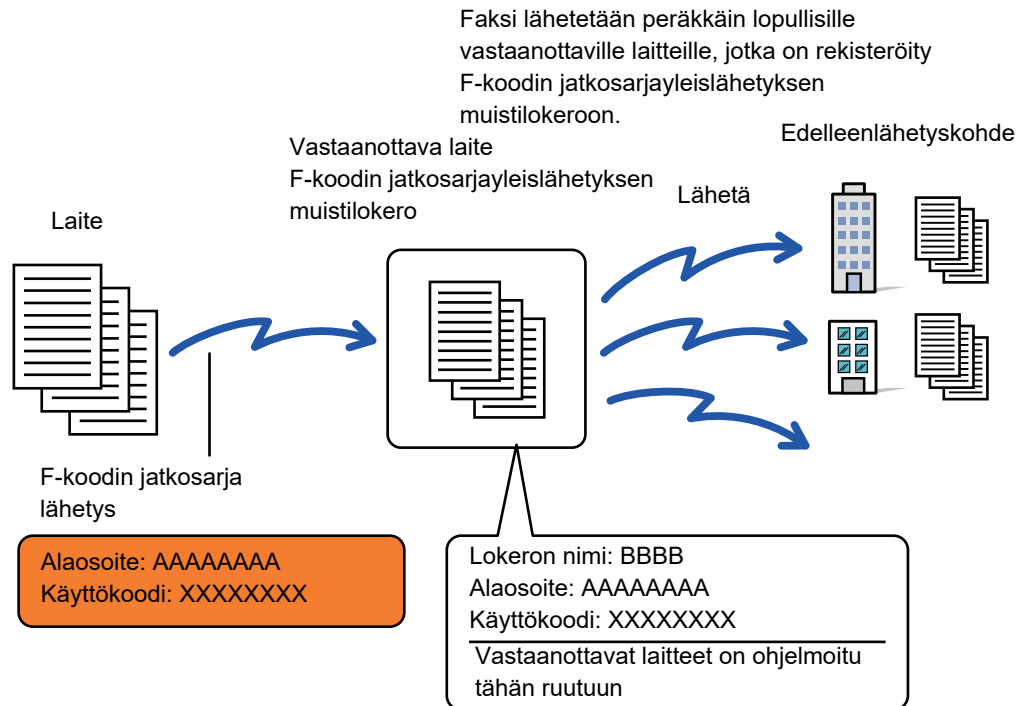 Faksi lähetetään peräkkäin lopullisille
vastaanottaville laitteille, jotka on rekisteröity
F-koodin jatkosarjayleislähetyksen
muistilokeroon.
Edelleenlähetyskohde
Vastaanottava laite
F-koodin jatkosarjayleislähetyksen
muistilokero
Lähetä
Laite
F-koodin jatkosarja
lähetys
Alaosoite: AAAAAAAA
Käyttökoodi: XXXXXXXX
Lokeron nimi: BBBB
Alaosoite: AAAAAAAA
Käyttökoodi: XXXXXXXX
Vastaanottavat laitteet on ohjelmoitu
tähän ruutuun